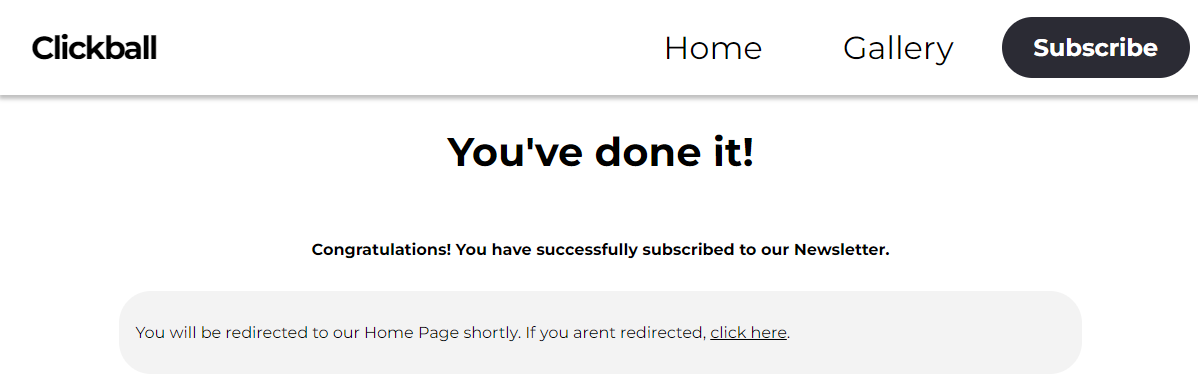 Clickball Home Gallery Subscribe
You've done it!
Congratulations! You have successfully subscribed to our Newsletter.
You will be redirected to our Home Page shortly. If you arent redirected, click here.